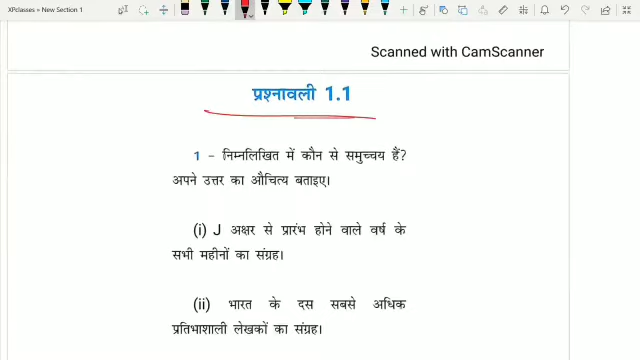 XPclasses » New Section 1
Scanned with CamScanner
प्रश्नावली 1.1
1 - निम्नलिखित में कौन से समुच्चय हैं?
अपने उत्तर का औचित्य बताइए।
(i) J अक्षर से प्रारंभ होने वाले वर्ष के
सभी महीनों का संग्रह।
(ii) भारत के दस सबसे अधिक
प्रतिभाशाली लेखकों का संग्रह।